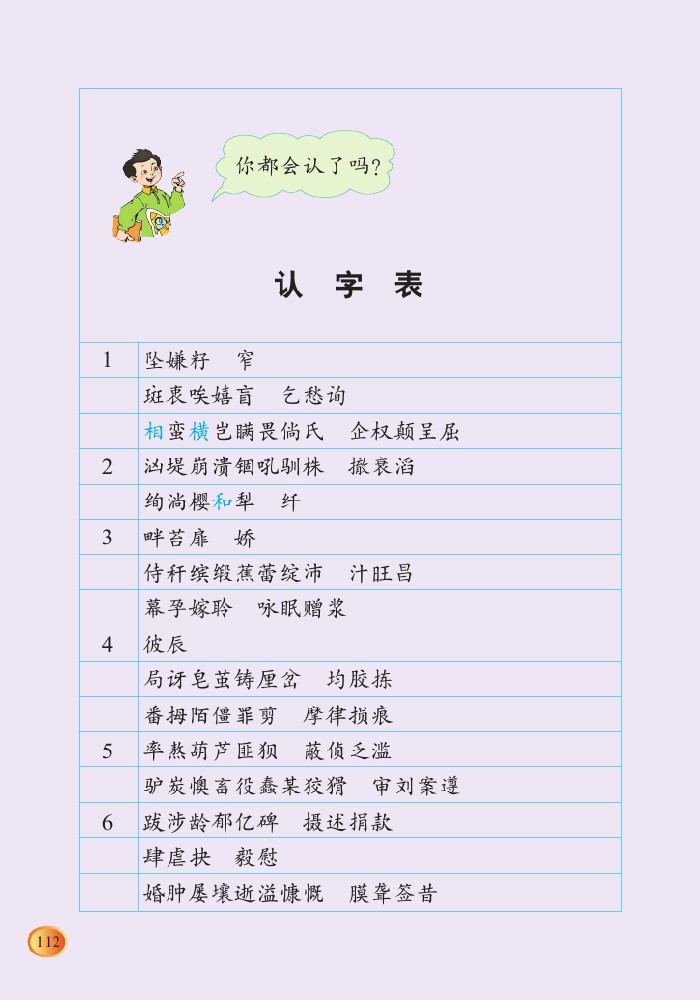 你都会认了吗?
认 字 表
1 坠嫌籽 窄
斑衷唉嬉盲 乞愁询
相蛮横岂瞒畏倘氏 企权颠呈屈
2 汹堤崩溃锢吼驯株 撤衰滔
绚淌樱和犁 纤
3 畔苔扉 娇
侍秆缤缎蕉蕾绽沛 汁旺昌
幕孕嫁聆 咏眠赠浆
4 彼辰
局讶皂茧铸厘岔 均胶拣
番拇陌僵罪剪 摩律损痕
5 率熬葫芦匪狈 蔽侦乏滥
驴炭懊畜役蠢某狡猾 审刘案遵
6 跋涉龄郁亿碑 摄述捐款
肆虐抉 毅慰
婚肿屡壤逝溢慷慨 膜聋签昔
112